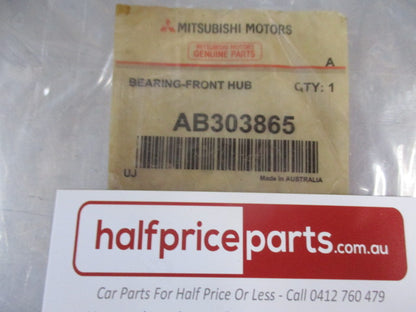 MITSUBISHI MOTORS
MITSUBISHI MOTORS
GENUINE PARTS
A
BEARING-FRONT HUB QTY: 1
AB303865
UJ Made in AUSTRALIA
halfpriceparts.com.au
Car Parts For Half Price Or Less - Call 0412 760 479